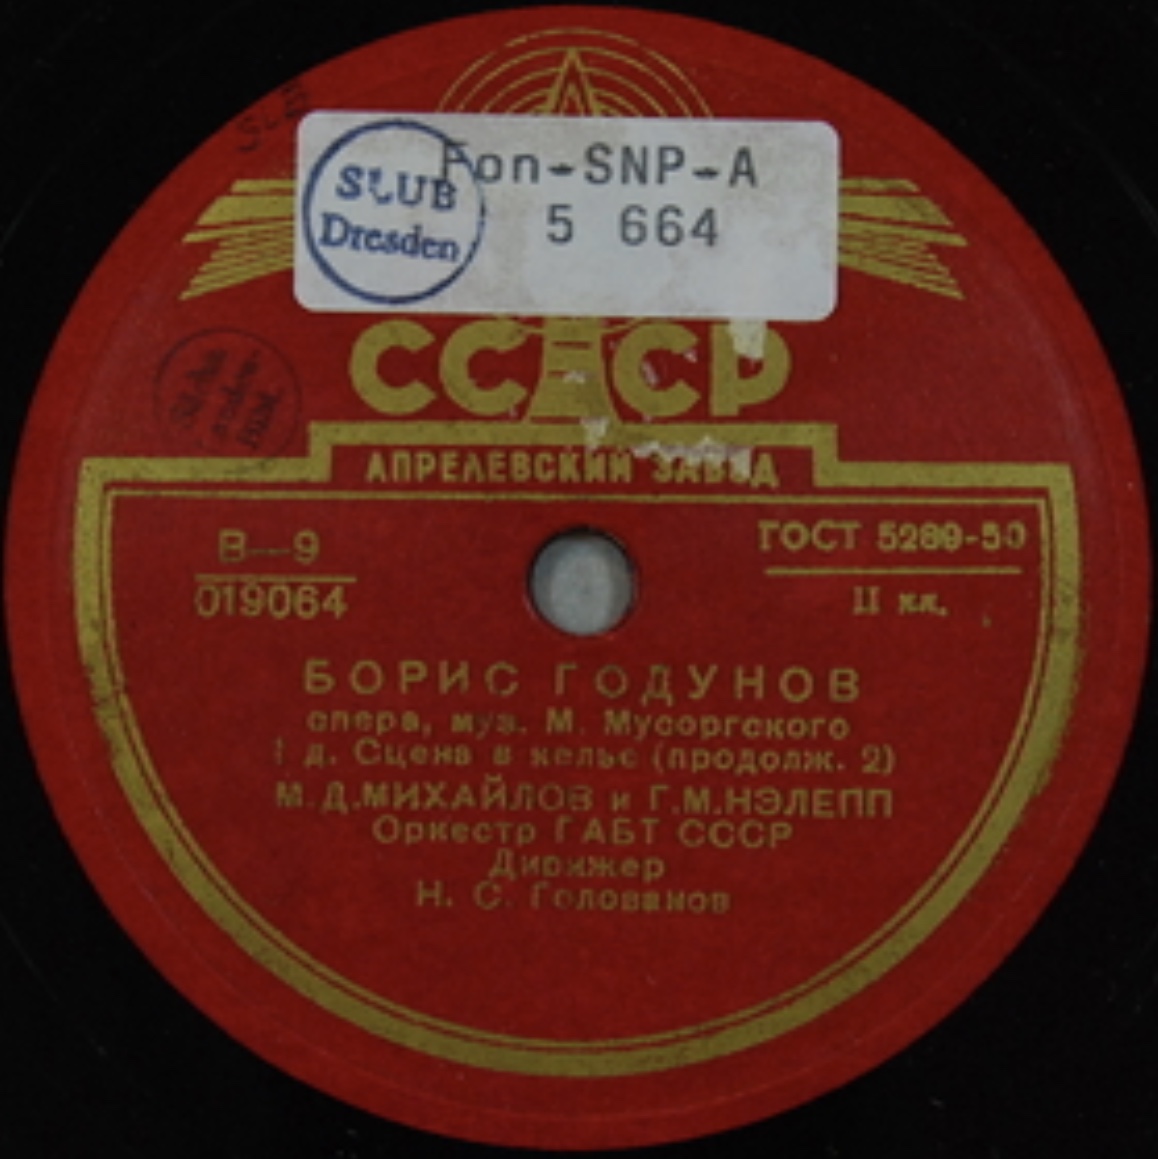 Fon-SNP-A
5 664
SLUB
Dresden
СССР
АПРЕЛЕВСКИЙ ЗАВОД
В—9
019064
ГОСТ 5289-50
II кл.
БОРИС ГОДУНОВ
опера, муз. М. Мусоргского
1 д. Сцена в келье (продолж. 2)
М.Д.МИХАЙЛОВ и Г.М.НЭЛЕПП
Оркестр ГАБТ СССР
Дирижер
Н. С. Голованов